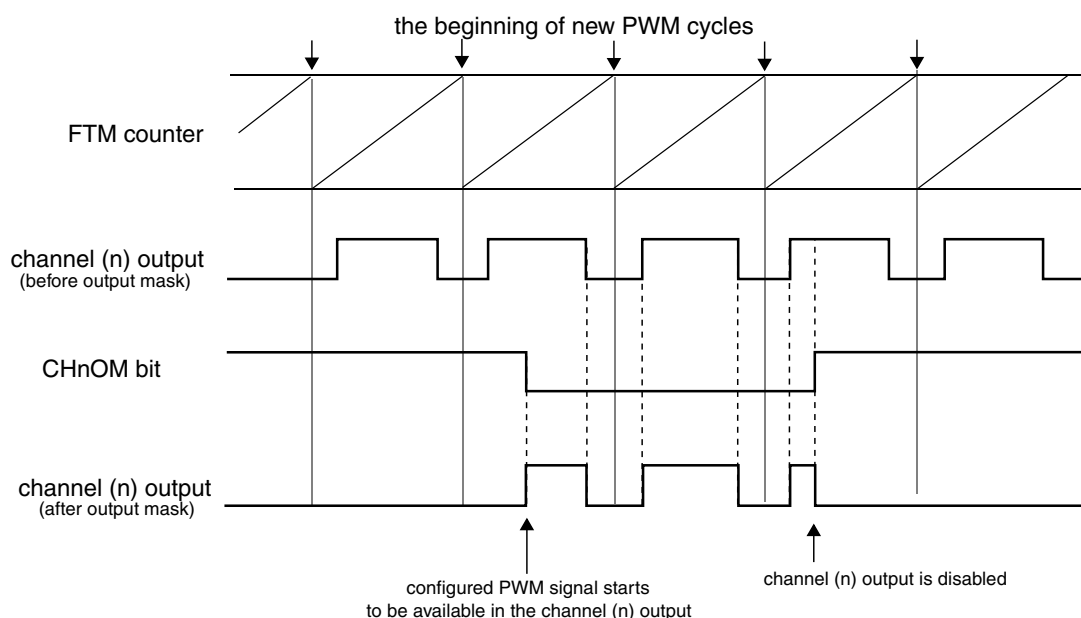 the beginning of new PWM cycles
FTM counter
channel (n) output
(before output mask)
CHnOM bit
channel (n) output
(after output mask)
configured PWM signal starts
to be available in the channel (n) output
channel (n) output is disabled